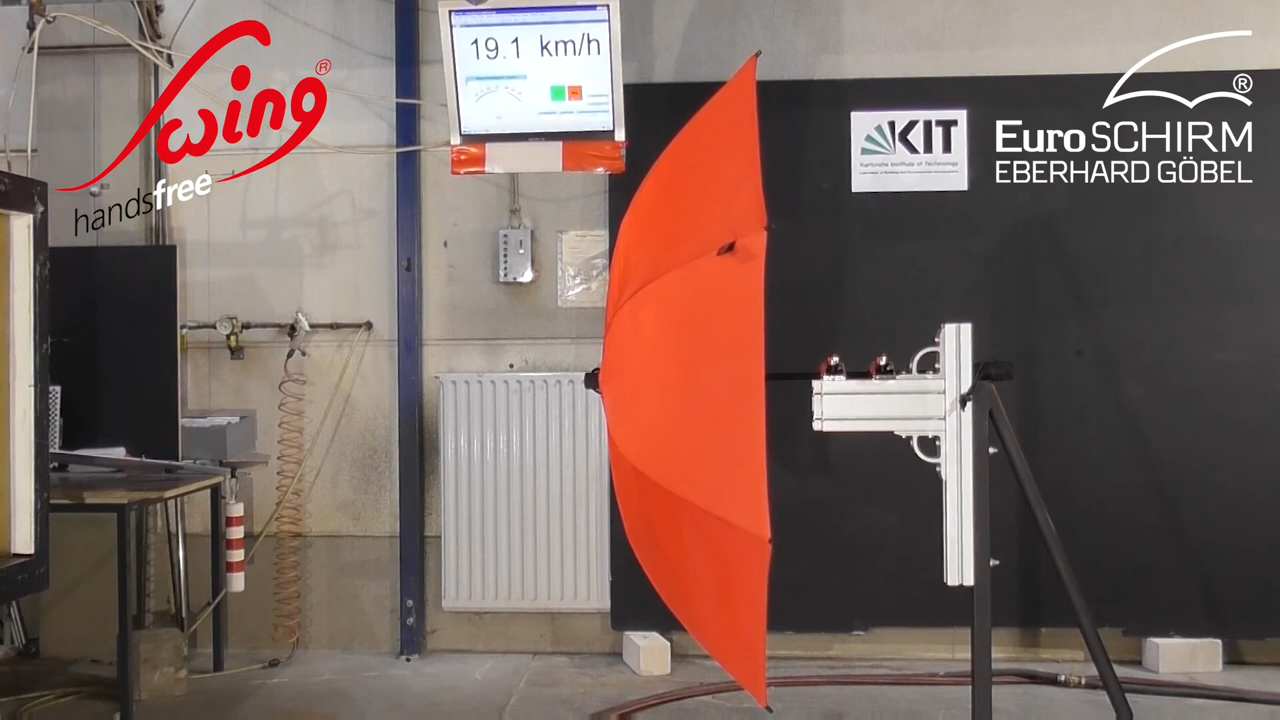 Swing®
handsfree
19.1 km/h
KIT
Karlsruhe Institute of Technology
EuroSCHIRM®
EBERHARD GÖBEL